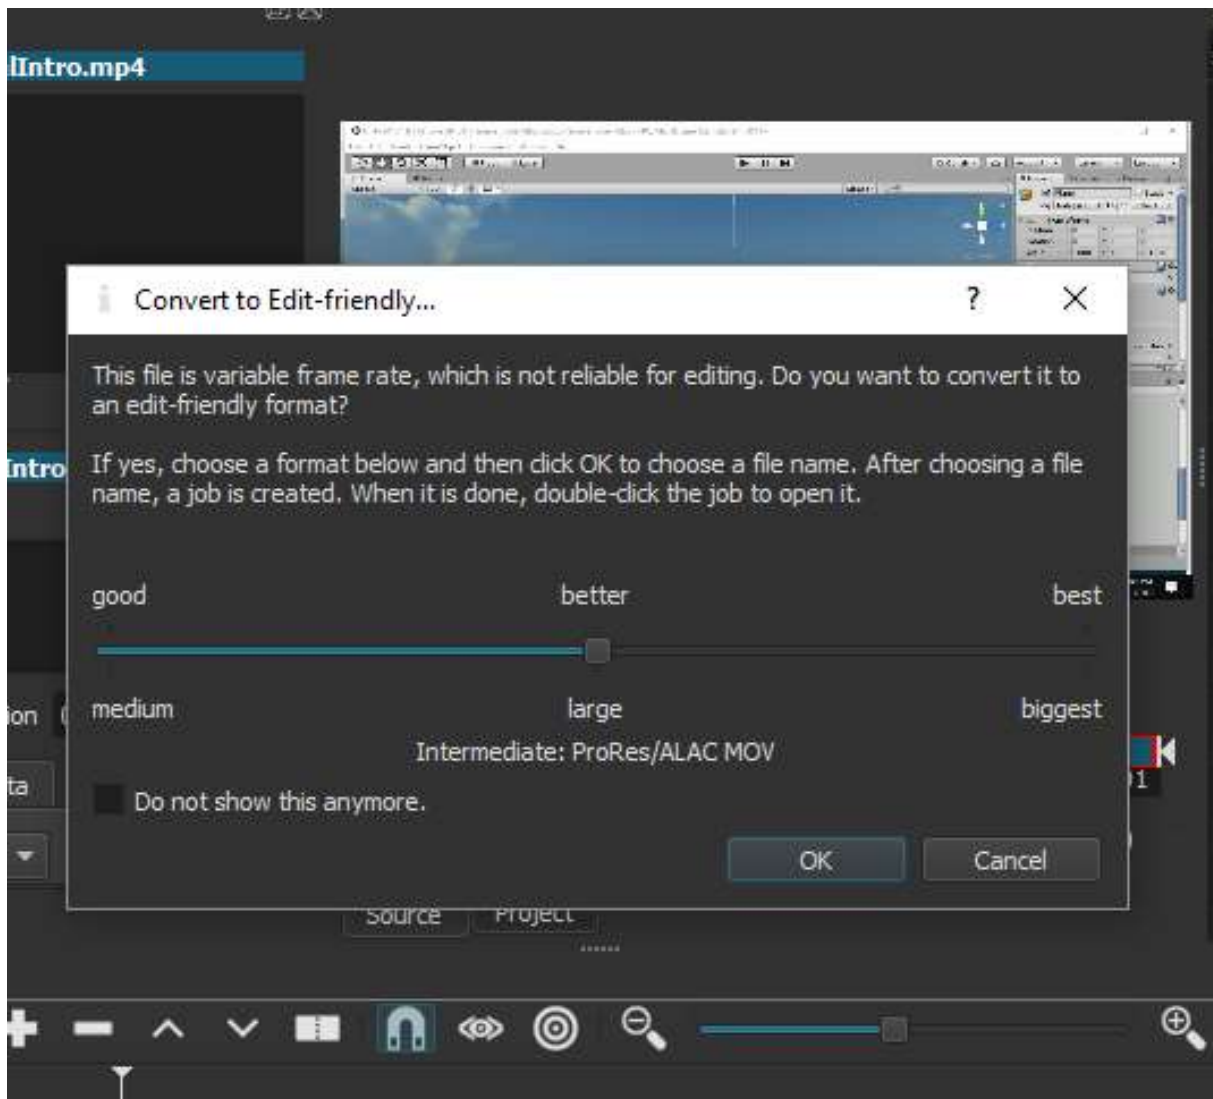 lIntro.mp4
Convert to Edit-friendly...
?
This file is variable frame rate, which is not reliable for editing. Do you want to convert it to
an edit-friendly format?
Intro
If yes, choose a format below and then click OK to choose a file name. After choosing a file
name, a job is created. When it is done, double-click the job to open it.
good better best
medium large biggest
ion
Intermediate: ProRes/ALAC MOV
ta
Do not show this anymore.
OK Cancel
Source Project